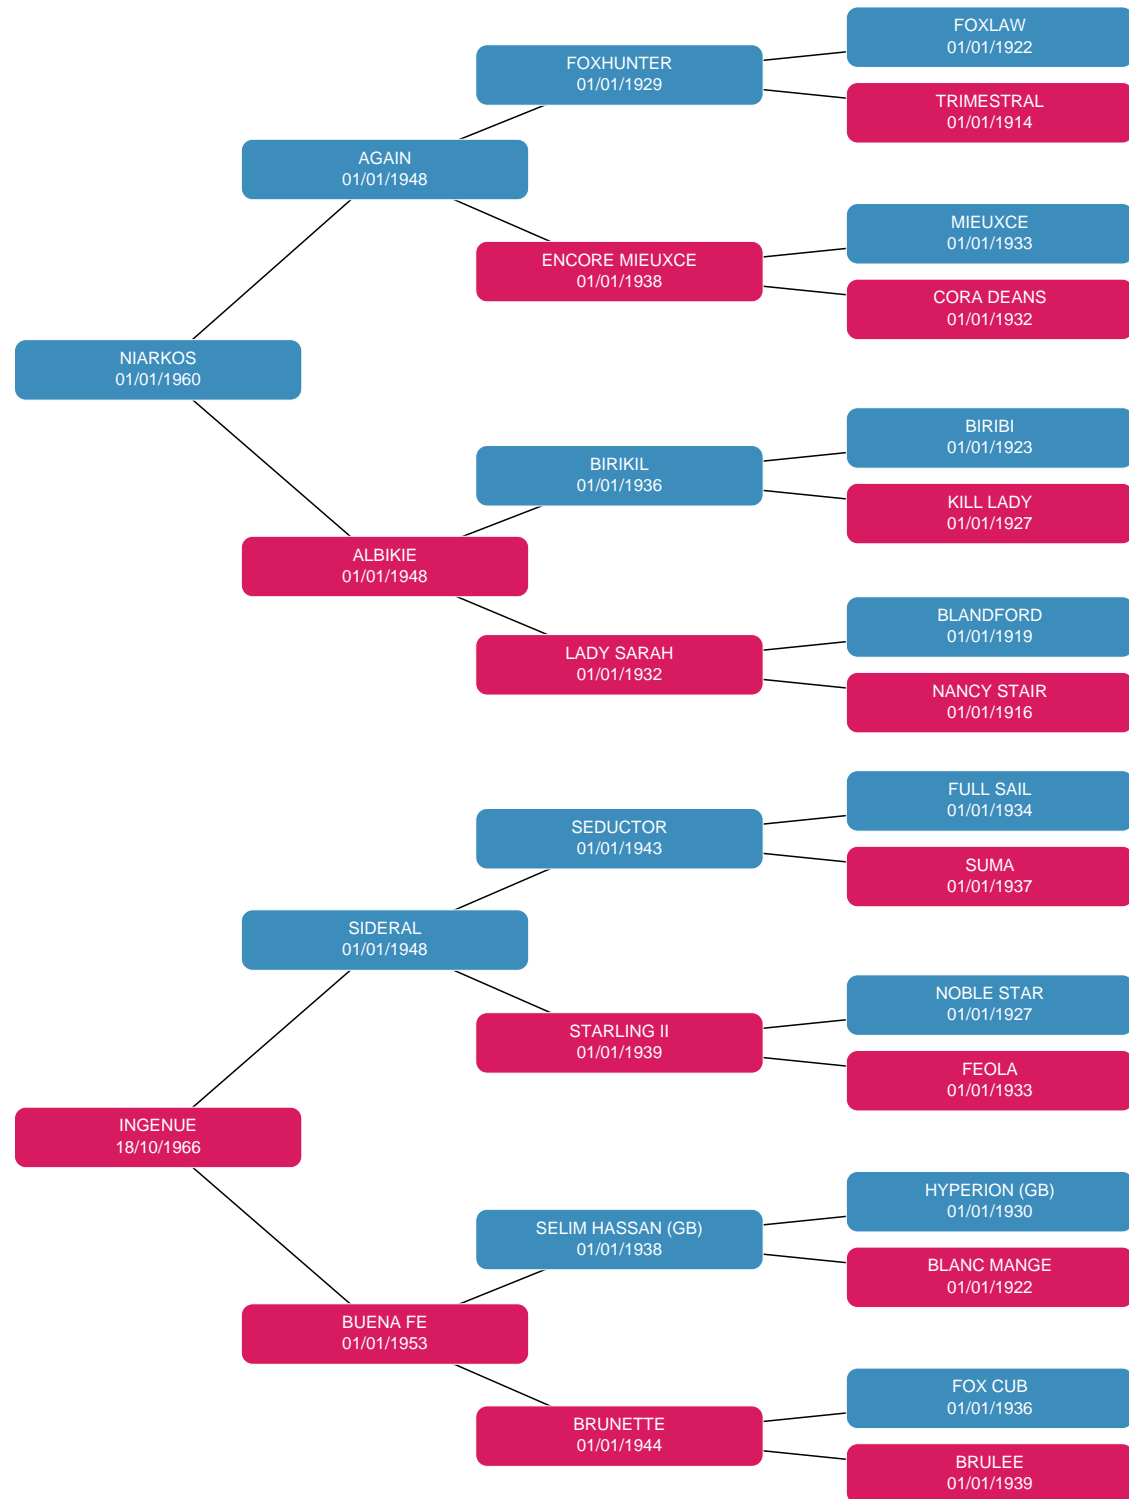 FOXLAW
01/01/1922
FOXHUNTER
01/01/1929
TRIMESTRAL
01/01/1914
AGAIN
01/01/1948
MIEUXCE
01/01/1933
ENCORE MIEUXCE
01/01/1938
CORA DEANS
01/01/1932
NIARKOS
01/01/1960
BIRIBI
01/01/1923
BIRIKIL
01/01/1936
KILL LADY
01/01/1927
ALBIKIE
01/01/1948
BLANDFORD
01/01/1919
LADY SARAH
01/01/1932
NANCY STAIR
01/01/1916
FULL SAIL
01/01/1934
SEDUCTOR
01/01/1943
SUMA
01/01/1937
SIDERAL
01/01/1948
NOBLE STAR
01/01/1927
STARLING II
01/01/1939
FEOLA
01/01/1933
INGENUE
18/10/1966
HYPERION (GB)
01/01/1930
SELIM HASSAN (GB)
01/01/1938
BLANC MANGE
01/01/1922
BUENA FE
01/01/1953
FOX CUB
01/01/1936
BRUNETTE
01/01/1944
BRULEE
01/01/1939